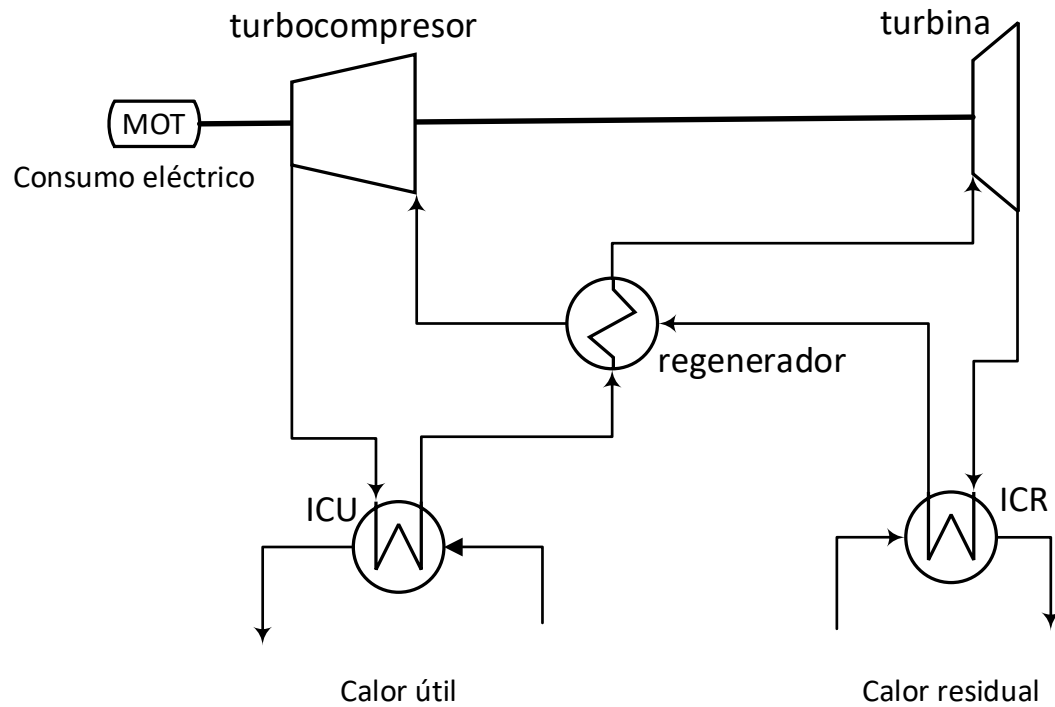 turbocompresor
turbina
MOT
Consumo eléctrico
regenerador
ICU
ICR
Calor útil
Calor residual